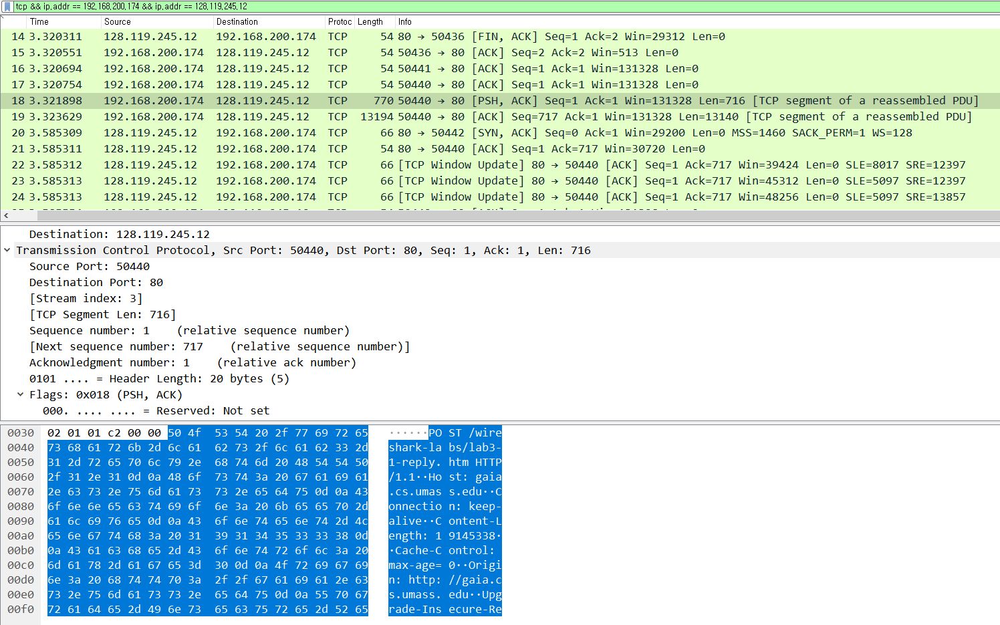 tcp && ip.addr == 192.168.200.174 && ip.addr == 128.119.245.12
Time Source Destination Protoc Length Info
14 3.320311 128.119.245.12 192.168.200.174 TCP 54 80 → 50436 [FIN, ACK] Seq=1 Ack=2 Win=29312 Len=0
15 3.320551 192.168.200.174 128.119.245.12 TCP 54 50436 → 80 [ACK] Seq=2 Ack=2 Win=513 Len=0
16 3.320694 192.168.200.174 128.119.245.12 TCP 54 50441 → 80 [ACK] Seq=1 Ack=1 Win=131328 Len=0
17 3.320754 192.168.200.174 128.119.245.12 TCP 54 50440 → 80 [ACK] Seq=1 Ack=1 Win=131328 Len=0
18 3.321898 192.168.200.174 128.119.245.12 TCP 770 50440 → 80 [PSH, ACK] Seq=1 Ack=1 Win=131328 Len=716 [TCP segment of a reassembled PDU]
19 3.323629 192.168.200.174 128.119.245.12 TCP 13194 50440 → 80 [ACK] Seq=717 Ack=1 Win=131328 Len=13140 [TCP segment of a reassembled PDU]
20 3.585309 128.119.245.12 192.168.200.174 TCP 66 80 → 50442 [SYN, ACK] Seq=0 Ack=1 Win=29200 Len=0 MSS=1460 SACK_PERM=1 WS=128
21 3.585311 128.119.245.12 192.168.200.174 TCP 54 80 → 50440 [ACK] Seq=1 Ack=717 Win=30720 Len=0
22 3.585312 128.119.245.12 192.168.200.174 TCP 66 [TCP Window Update] 80 → 50440 [ACK] Seq=1 Ack=717 Win=39424 Len=0 SLE=8017 SRE=12397
23 3.585313 128.119.245.12 192.168.200.174 TCP 66 [TCP Window Update] 80 → 50440 [ACK] Seq=1 Ack=717 Win=45312 Len=0 SLE=5097 SRE=12397
24 3.585313 128.119.245.12 192.168.200.174 TCP 66 [TCP Window Update] 80 → 50440 [ACK] Seq=1 Ack=717 Win=48256 Len=0 SLE=5097 SRE=13857
Destination: 128.119.245.12
Transmission Control Protocol, Src Port: 50440, Dst Port: 80, Seq: 1, Ack: 1, Len: 716
Source Port: 50440
Destination Port: 80
[Stream index: 3]
[TCP Segment Len: 716]
Sequence number: 1 (relative sequence number)
[Next sequence number: 717 (relative sequence number)]
Acknowledgment number: 1 (relative ack number)
0101 .... = Header Length: 20 bytes (5)
Flags: 0x018 (PSH, ACK)
000. .... .... = Reserved: Not set
0030 02 01 01 c2 00 00 50 4f 53 54 20 2f 77 69 72 65 ······PO ST /wire
0040 73 68 61 72 6b 2d 6c 61 62 73 2f 6c 61 62 33 2d shark-la bs/lab3-
0050 31 2d 72 65 70 6c 79 2e 68 74 6d 20 48 54 54 50 1-reply. htm HTTP
0060 2f 31 2e 31 0d 0a 48 6f 73 74 3a 20 67 61 69 61 /1.1··Ho st: gaia
0070 2e 63 73 2e 75 6d 61 73 73 2e 65 64 75 0d 0a 43 .cs.umas s.edu··C
0080 6f 6e 6e 65 63 74 69 6f 6e 3a 20 6b 65 65 70 2d onnectio n: keep-
0090 61 6c 69 76 65 0d 0a 43 6f 6e 74 65 6e 74 2d 4c alive··C ontent-L
00a0 65 6e 67 74 68 3a 20 31 39 31 34 35 33 33 38 0d ength: 1 9145338·
00b0 0a 43 61 63 68 65 2d 43 6f 6e 74 72 6f 6c 3a 20 ·Cache-C ontrol:
00c0 6d 61 78 2d 61 67 65 3d 30 0d 0a 4f 72 69 67 69 max-age= 0··Origi
00d0 6e 3a 20 68 74 74 70 3a 2f 2f 67 61 69 61 2e 63 n: http: //gaia.c
00e0 73 2e 75 6d 61 73 73 2e 65 64 75 0d 0a 55 70 67 s.umass. edu··Upg
00f0 72 61 64 65 2d 49 6e 73 65 63 75 72 65 2d 52 65 rade-Ins ecure-Re